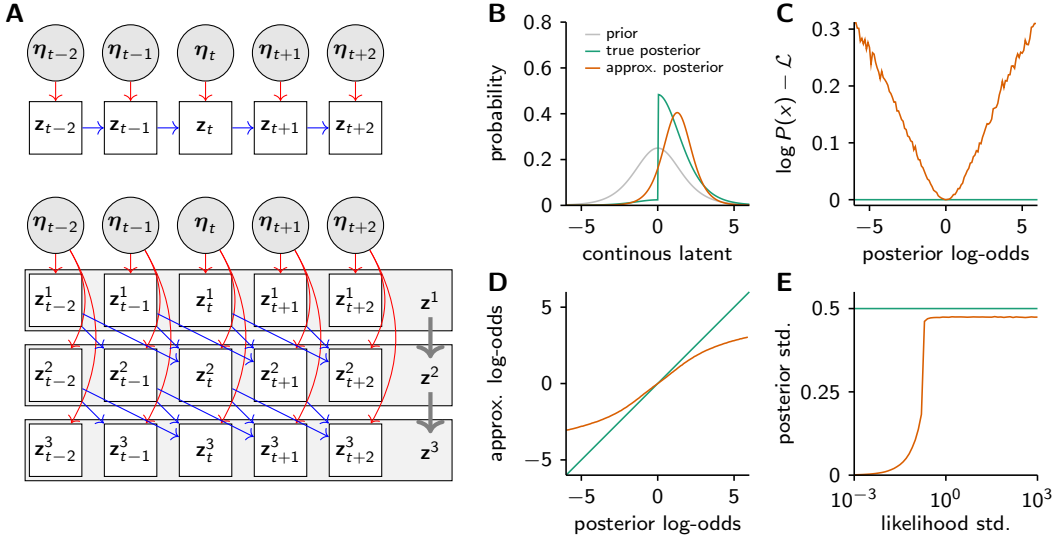 A
η_{t−2} η_{t−1} η_t η_{t+1} η_{t+2}
z_{t−2} z_{t−1} z_t z_{t+1} z_{t+2}
η_{t−2} η_{t−1} η_t η_{t+1} η_{t+2}
z^1_{t−2} z^1_{t−1} z^1_t z^1_{t+1} z^1_{t+2} z^1
z^2_{t−2} z^2_{t−1} z^2_t z^2_{t+1} z^2_{t+2} z^2
z^3_{t−2} z^3_{t−1} z^3_t z^3_{t+1} z^3_{t+2} z^3
B
prior
true posterior
approx. posterior
probability
0.8
0.6
0.4
0.2
0
−5 0 5
continous latent
C
log P(x) − ℒ
0.3
0.2
0.1
0
−5 0 5
posterior log-odds
D
approx. log-odds
5
0
−5
−5 0 5
posterior log-odds
E
posterior std.
0.5
0.25
0
10^{−3} 10^0 10^3
likelihood std.